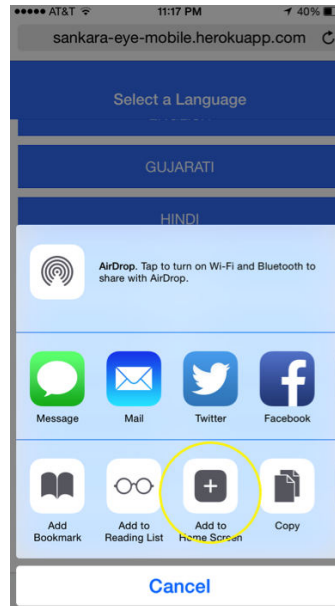 AT&T 11:17 PM 40%
sankara-eye-mobile.herokuapp.com
Select a Language
GUJARATI
HINDI
AirDrop. Tap to turn on Wi-Fi and Bluetooth to
share with AirDrop.
Message Mail Twitter Facebook
Add Add to Add to Copy
Bookmark Reading List Home Screen
Cancel